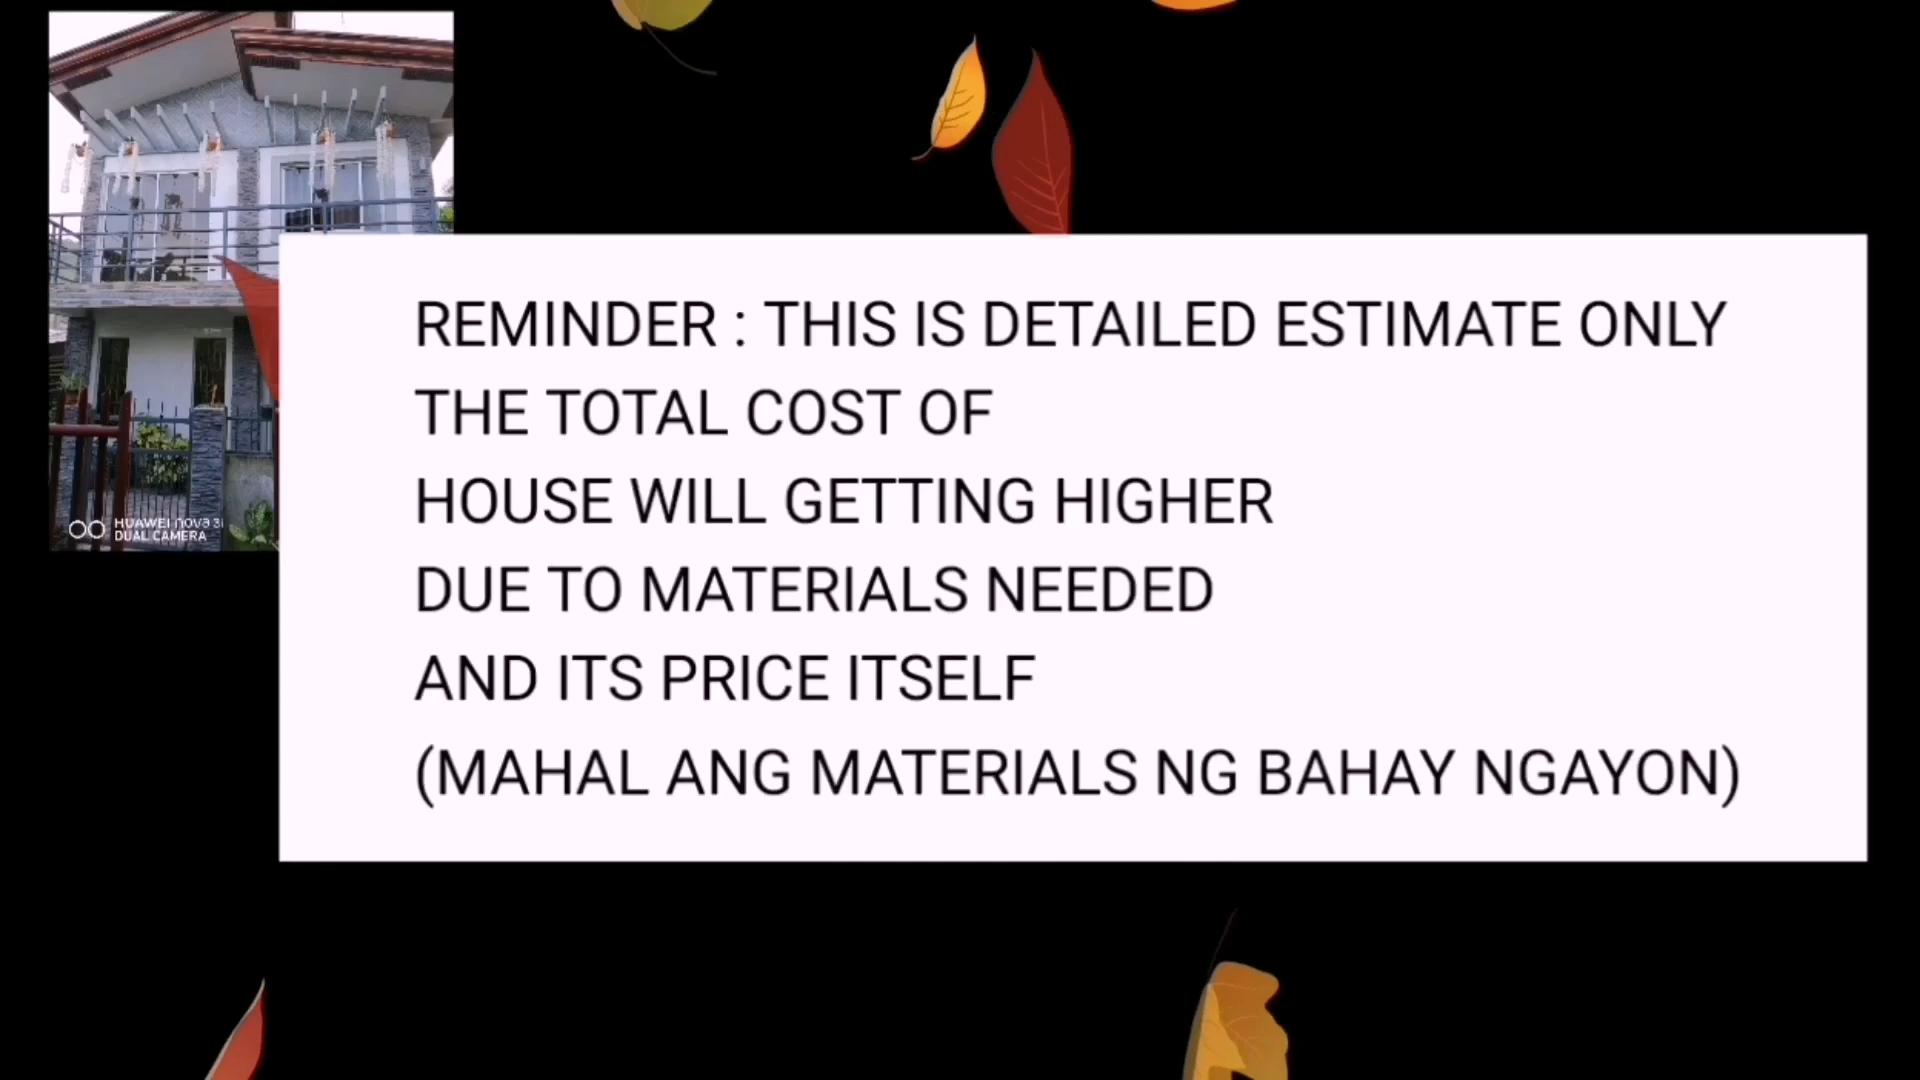 REMINDER : THIS IS DETAILED ESTIMATE ONLY
THE TOTAL COST OF
HOUSE WILL GETTING HIGHER
DUE TO MATERIALS NEEDED
AND ITS PRICE ITSELF
(MAHAL ANG MATERIALS NG BAHAY NGAYON)
HUAWEI nova 3i
DUAL CAMERA